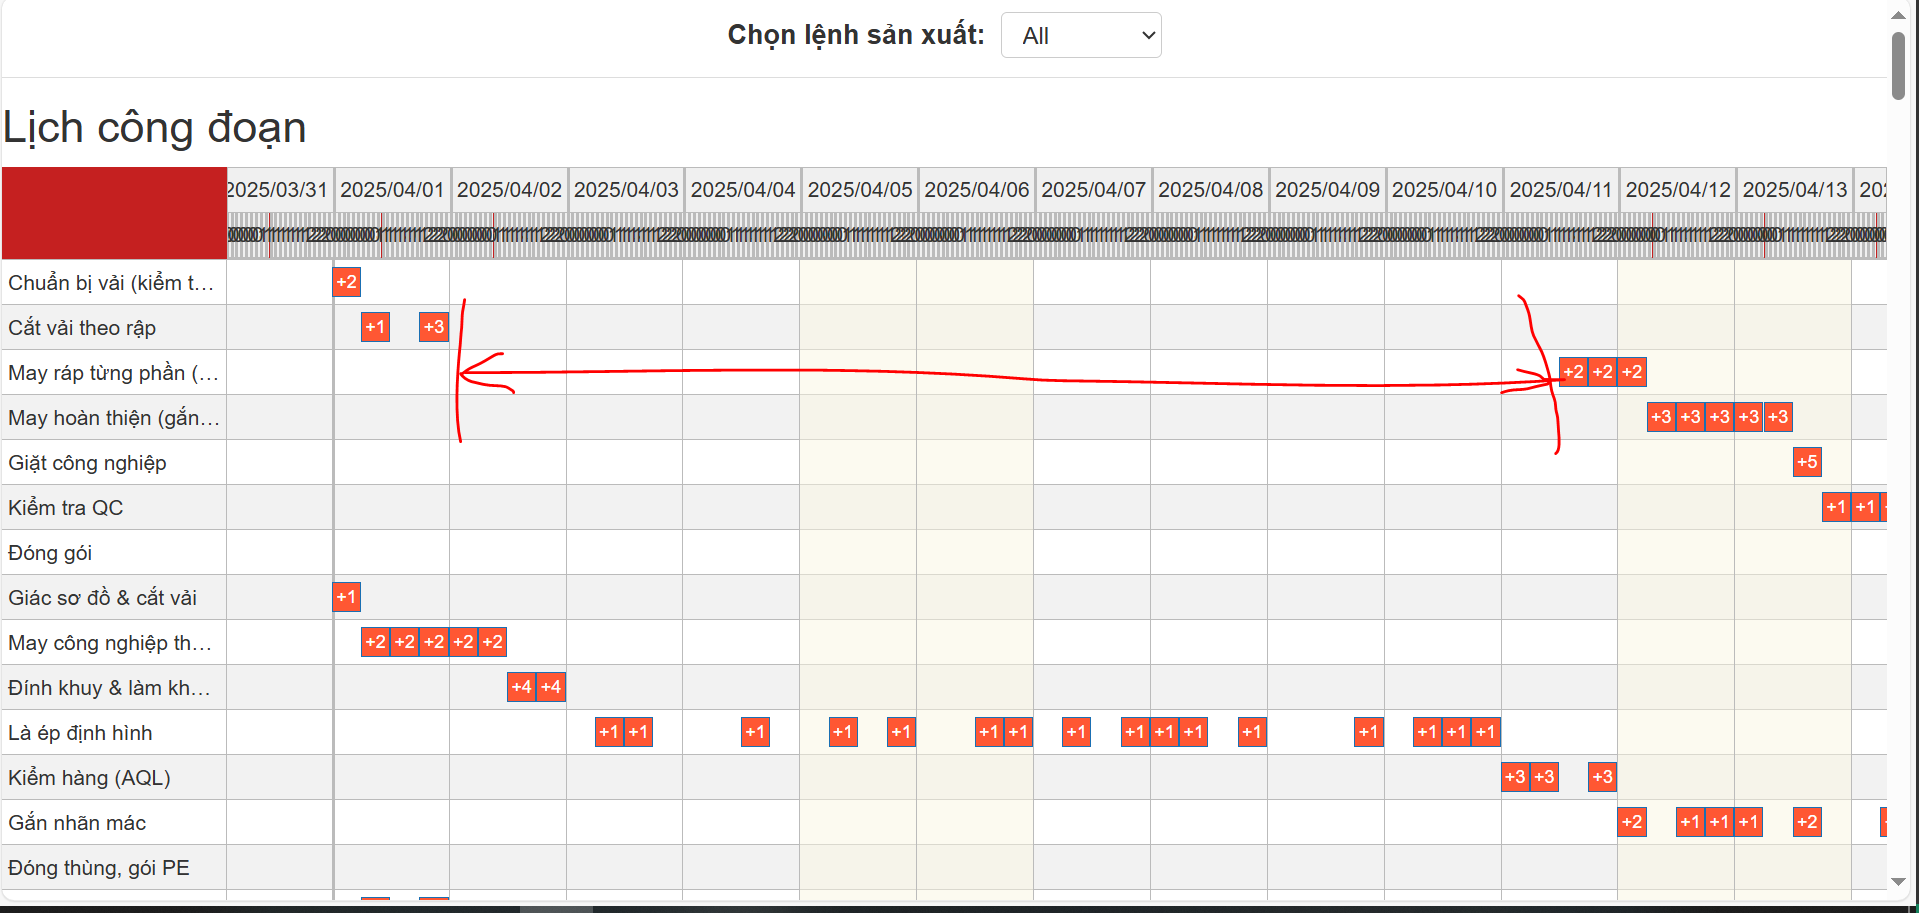 Chọn lệnh sản xuất: All
Lịch công đoạn
2025/03/31 2025/04/01 2025/04/02 2025/04/03 2025/04/04 2025/04/05 2025/04/06 2025/04/07 2025/04/08 2025/04/09 2025/04/10 2025/04/11 2025/04/12 2025/04/13
Chuẩn bị vải (kiểm t… +2
Cắt vải theo rập +1 +3
May ráp từng phần (… +2 +2 +2
May hoàn thiện (gắn… +3 +3 +3 +3 +3
Giặt công nghiệp +5
Kiểm tra QC +1 +1
Đóng gói
Giác sơ đồ & cắt vải +1
May công nghiệp th… +2 +2 +2 +2 +2
Đính khuy & làm kh… +4 +4
Là ép định hình +1 +1 +1 +1 +1 +1 +1 +1 +1 +1 +1 +1 +1 +1 +1 +1
Kiểm hàng (AQL) +3 +3 +3
Gắn nhãn mác +2 +1 +1 +1 +2
Đóng thùng, gói PE